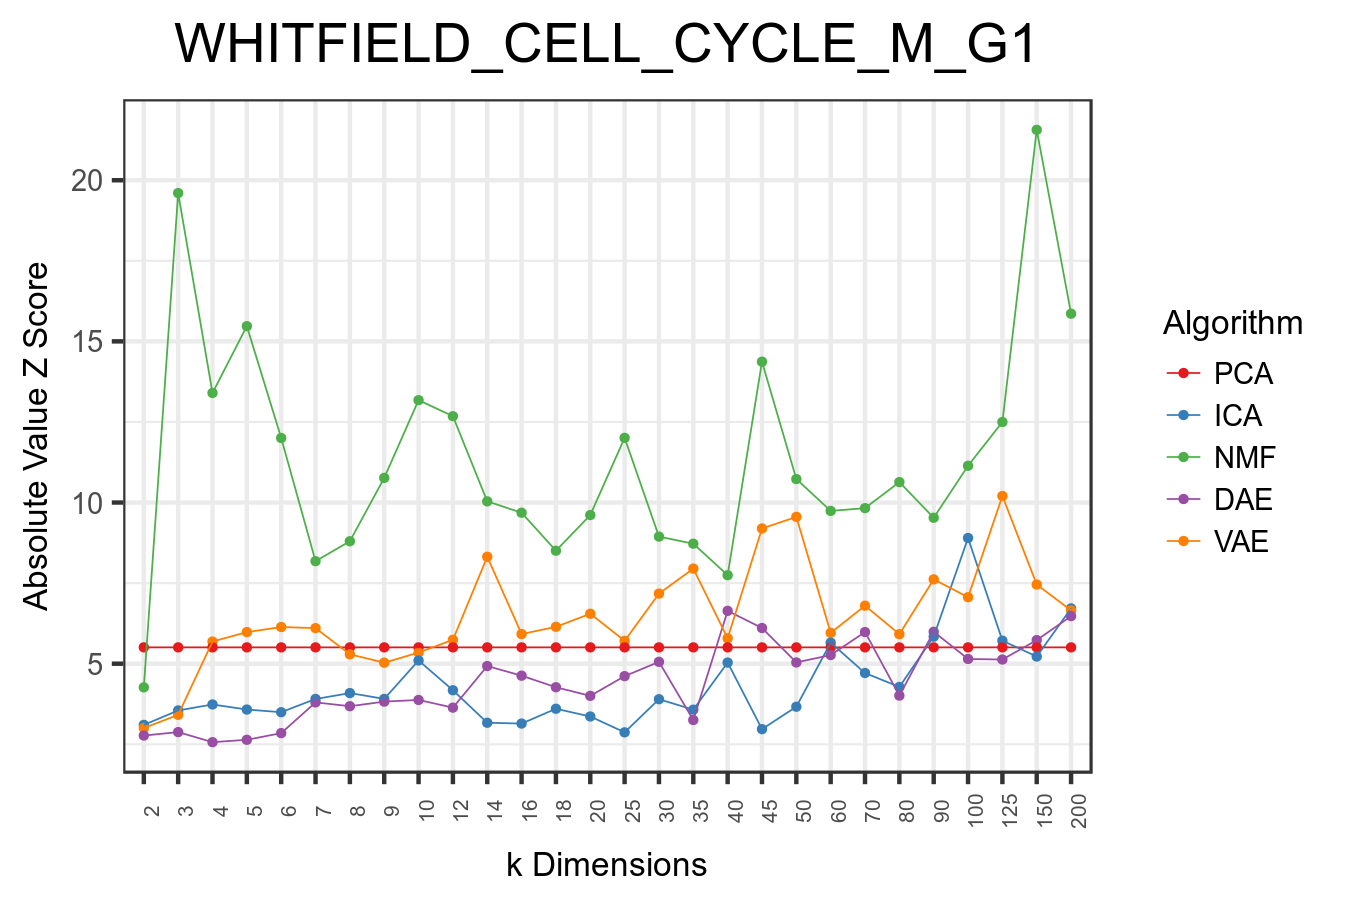 WHITFIELD_CELL_CYCLE_M_G1
Absolute Value Z Score
20
15
10
5
2 3 4 5 6 7 8 9 10 12 14 16 18 20 25 30 35 40 45 50 60 70 80 90 100 125 150 200
k Dimensions
Algorithm
PCA
ICA
NMF
DAE
VAE